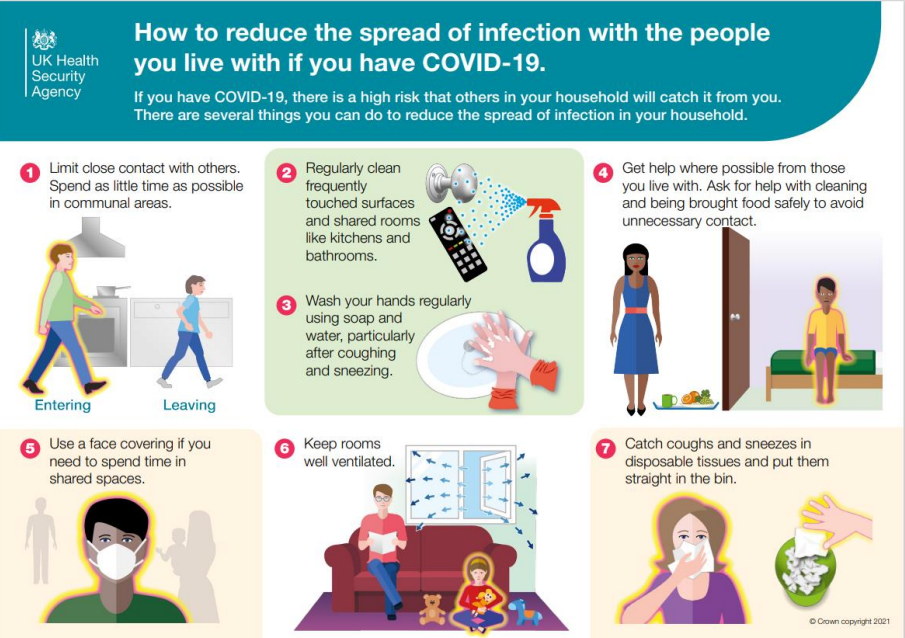 UK Health
Security
Agency
How to reduce the spread of infection with the people
you live with if you have COVID-19.
If you have COVID-19, there is a high risk that others in your household will catch it from you.
There are several things you can do to reduce the spread of infection in your household.
1
Limit close contact with others.
Spend as little time as possible
in communal areas.
Entering
Leaving
2
Regularly clean
frequently
touched surfaces
and shared rooms
like kitchens and
bathrooms.
3
Wash your hands regularly
using soap and
water, particularly
after coughing
and sneezing.
4
Get help where possible from those
you live with. Ask for help with cleaning
and being brought food safely to avoid
unnecessary contact.
5
Use a face covering if you
need to spend time in
shared spaces.
6
Keep rooms
well ventilated.
7
Catch coughs and sneezes in
disposable tissues and put them
straight in the bin.
© Crown copyright 2021